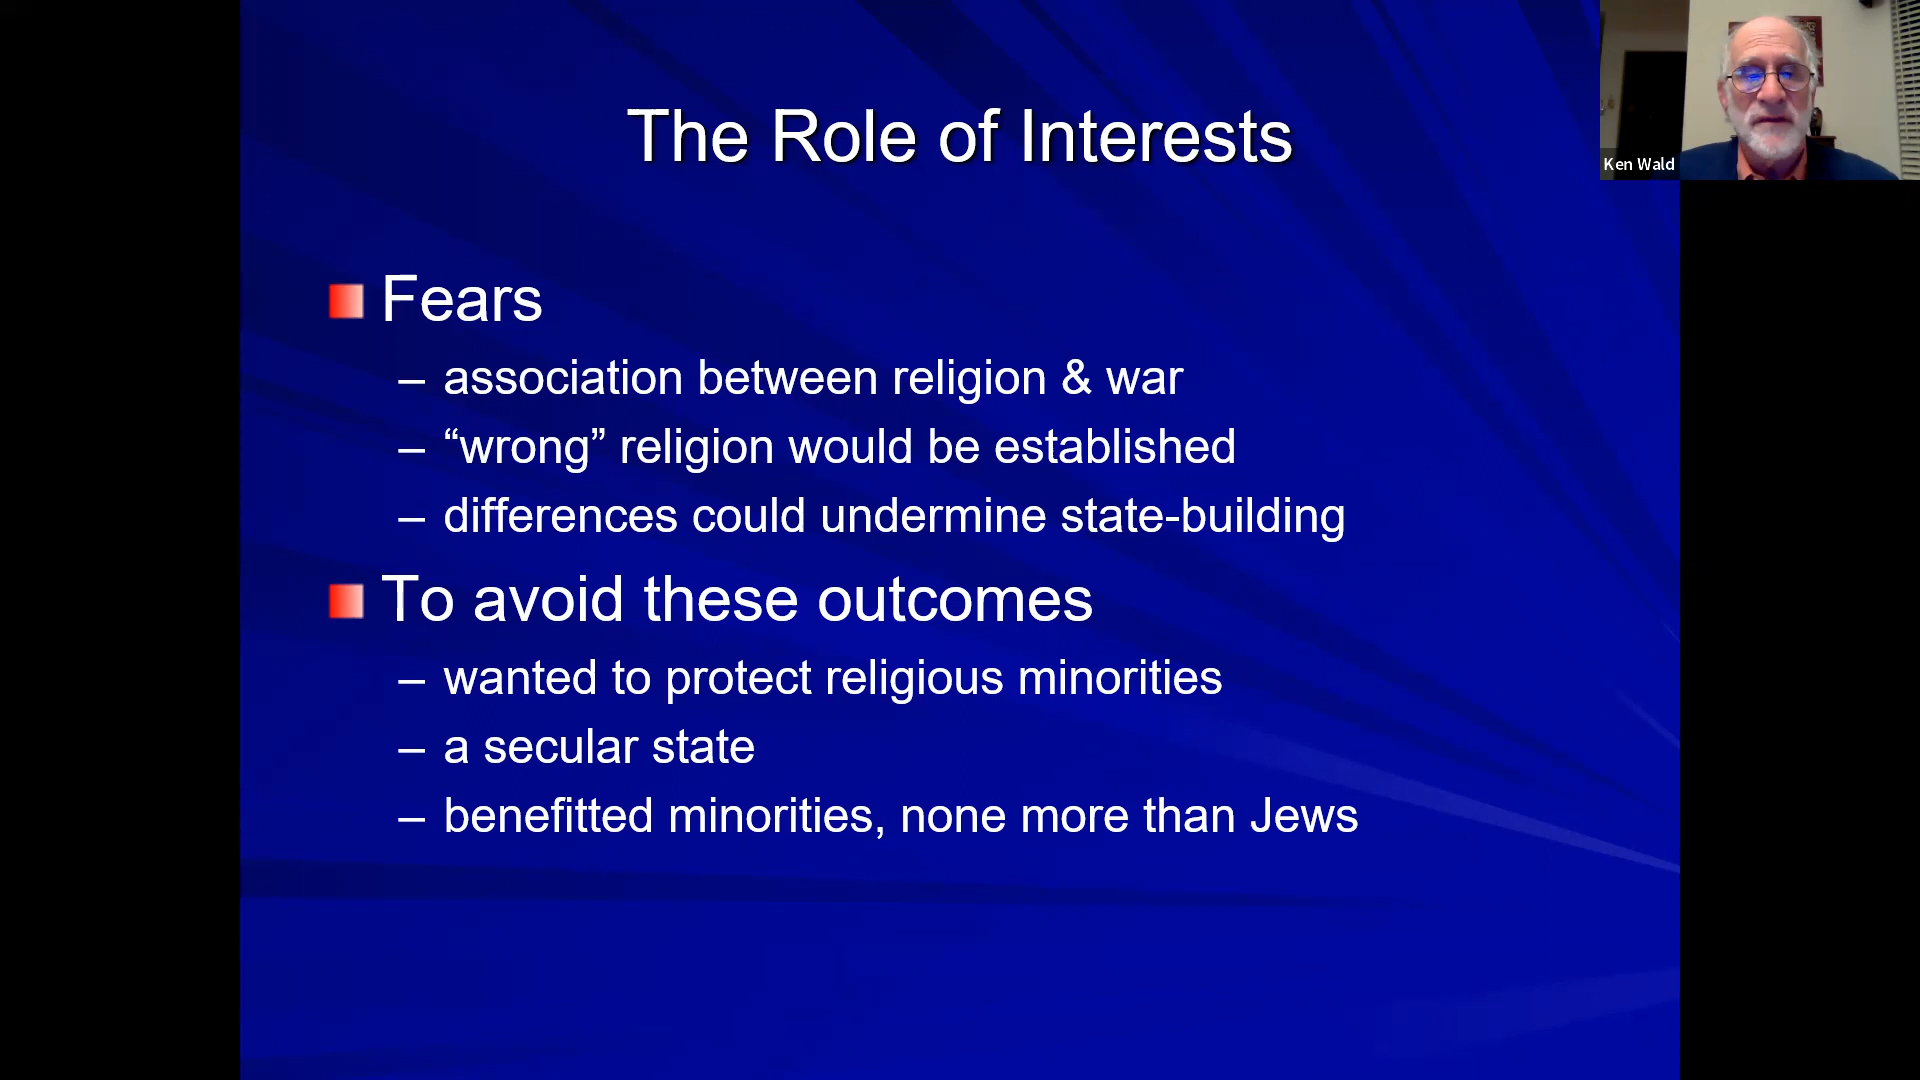 The Role of Interests
Ken Wald
Fears
– association between religion & war
– “wrong” religion would be established
– differences could undermine state-building
To avoid these outcomes
– wanted to protect religious minorities
– a secular state
– benefitted minorities, none more than Jews